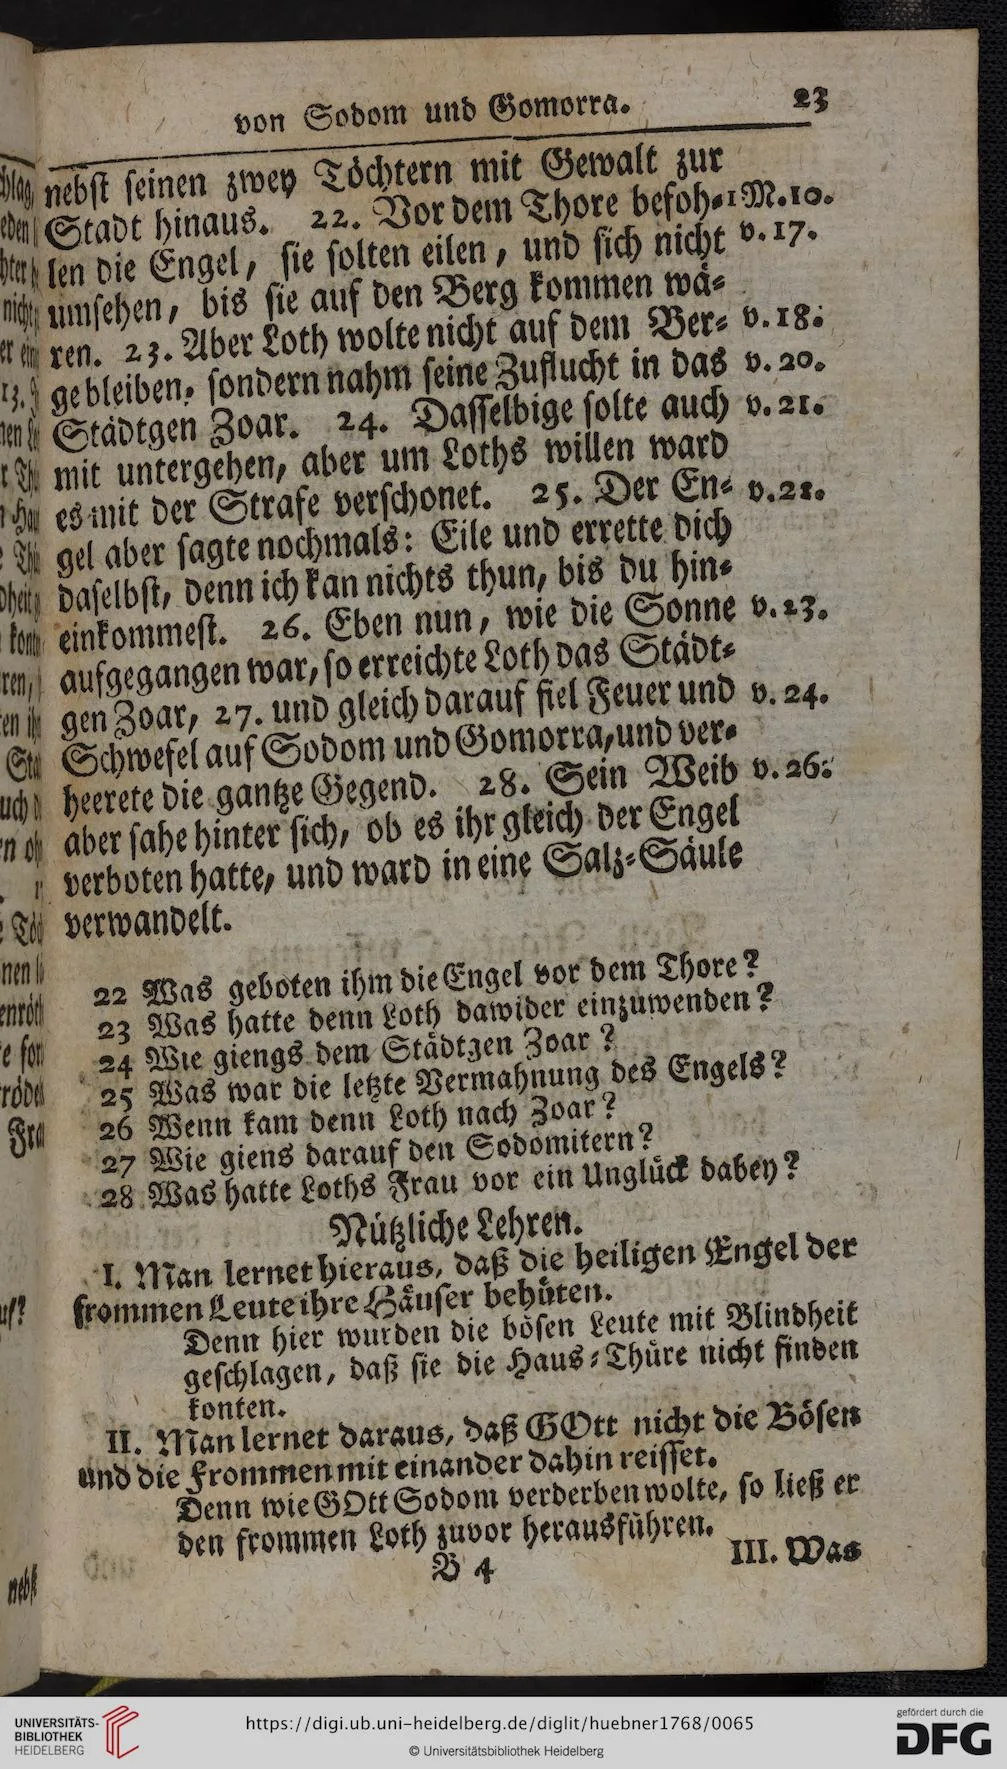 von Sodom und Gomorra. 23
nebst seinen zwey Töchtern mit Gewalt zur
Stadt hinaus. 22. Vor dem Thore befoh- 1 M. 10.
len die Engel, sie solten eilen, und sich nicht v. 17.
umsehen, bis sie auf den Berg kommen wä-
ren. 23. Aber Loth wolte nicht auf dem Ber- v. 18.
ge bleiben, sondern nahm seine Zuflucht in das v. 20.
Städtgen Zoar. 24. Dasselbige solte auch v. 21.
mit untergehen, aber um Loths willen ward
es mit der Strafe verschonet. 25. Der En- v. 21.
gel aber sagte nochmals: Eile und errette dich
daselbst, denn ich kan nichts thun, bis du hin-
einkommest. 26. Eben nun, wie die Sonne v. 23.
aufgegangen war, so erreichte Loth das Städt-
gen Zoar, 27. und gleich darauf fiel Feuer und v. 24.
Schwefel auf Sodom und Gomorra, und ver-
heerete die gantze Gegend. 28. Sein Weib v. 26.
aber sahe hinter sich, ob es ihr gleich der Engel
verboten hatte, und ward in eine Salz-Säule
verwandelt.
22 Was geboten ihm die Engel vor dem Thore?
23 Was hatte denn Loth dawider einzuwenden?
24 Wie giengs dem Städtgen Zoar?
25 Was war die letzte Vermahnung des Engels?
26 Wenn kam denn Loth nach Zoar?
27 Wie giens darauf den Sodomitern?
28 Was hatte Loths Frau vor ein Unglück dabey?
Nützliche Lehren.
I. Man lernet hieraus, daß die heiligen Engel der
frommen Leute ihre Häuser behüten.
Denn hier wurden die bösen Leute mit Blindheit
geschlagen, daß sie die Haus-Thüre nicht finden
konten.
II. Man lernet daraus, daß GOtt nicht die Bösen
und die Frommen mit einander dahin reisset.
Denn wie GOtt Sodom verderben wolte, so ließ er
den frommen Loth zuvor herausführen.
B 4 III. Was
UNIVERSITÄTS-
BIBLIOTHEK
HEIDELBERG
https://digi.ub.uni-heidelberg.de/diglit/huebner1768/0065
© Universitätsbibliothek Heidelberg
gefördert durch die
DFG